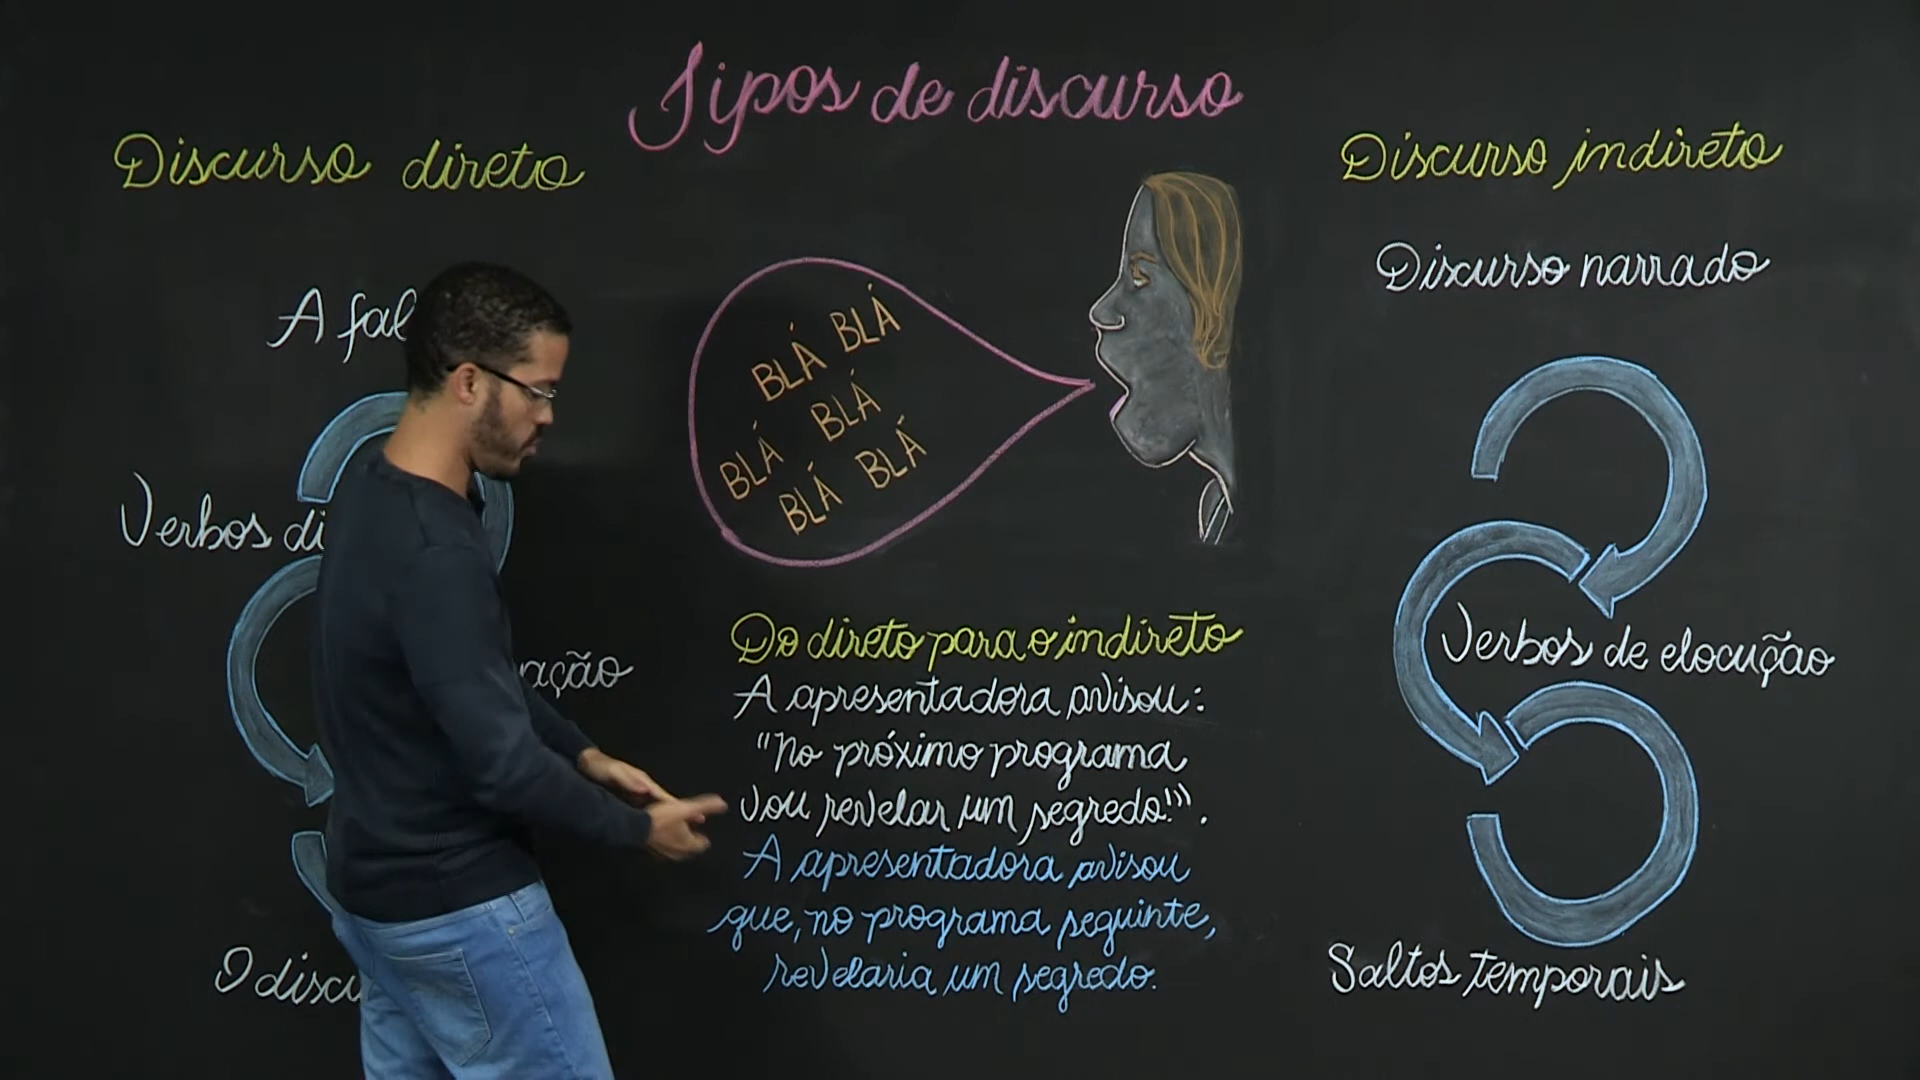 Tipos de discurso
Discurso direto
A fal
Verbos di
ação
O discu
BLÁ BLÁ
BLÁ
BLÁ
BLÁ BLÁ
Do direto para o indireto
A apresentadora avisou:
"No próximo programa
vou revelar um segredo!".
A apresentadora avisou
que, no programa seguinte,
revelaria um segredo.
Discurso indireto
Discurso narrado
Verbos de elocução
Saltos temporais